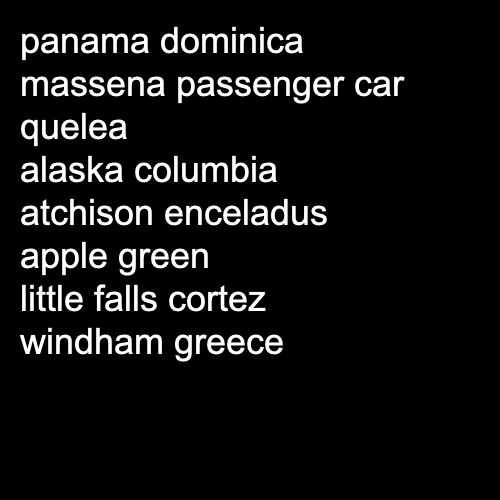 panama dominica
massena passenger car
quelea
alaska columbia
atchison enceladus
apple green
little falls cortez
windham greece